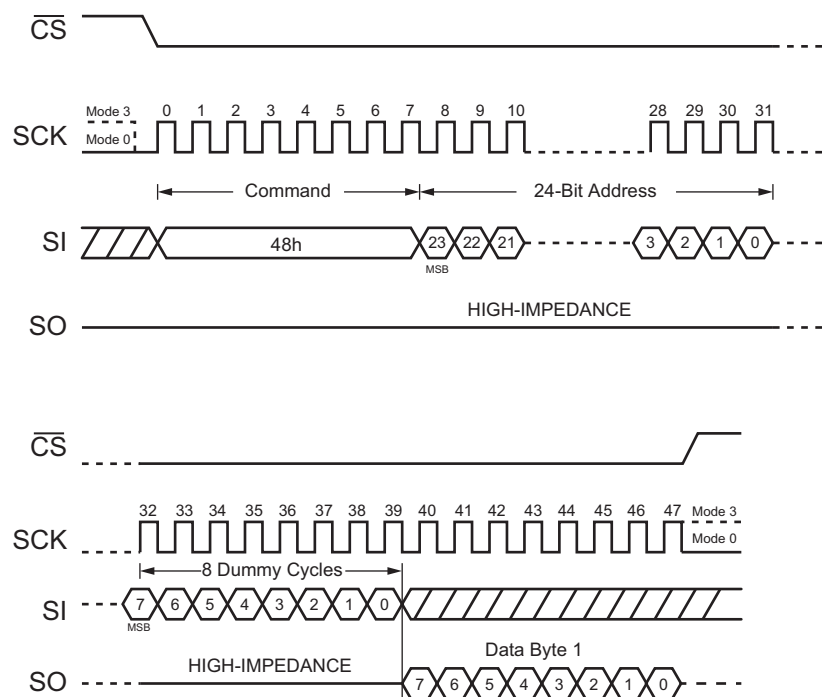 CS
Mode 3
0 1 2 3 4 5 6 7 8 9 10 28 29 30 31
SCK
Mode 0
Command
24-Bit Address
SI
48h
23 22 21 3 2 1 0
MSB
HIGH-IMPEDANCE
SO
CS
32 33 34 35 36 37 38 39 40 41 42 43 44 45 46 47
Mode 3
SCK
Mode 0
8 Dummy Cycles
SI
7 6 5 4 3 2 1 0
MSB
Data Byte 1
HIGH-IMPEDANCE
SO
7 6 5 4 3 2 1 0